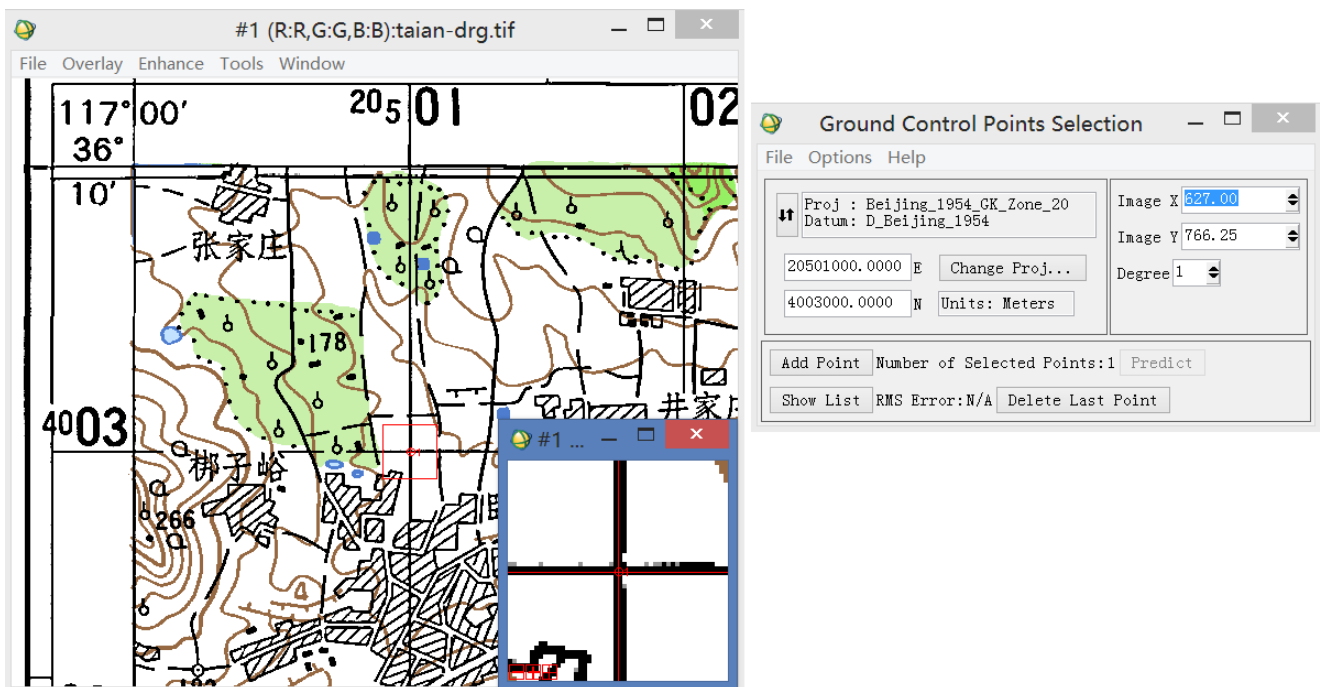 #1 (R:R,G:G,B:B):taian-drg.tif
File Overlay Enhance Tools Window
117° 00′ 20 5 01 02
36°
10′
张家庄
178
井家庄
4003
梆子峪
266
#1 ...
Ground Control Points Selection
File Options Help
Proj : Beijing_1954_GK_Zone_20
Datum: D_Beijing_1954
20501000.0000 E Change Proj...
4003000.0000 N Units: Meters
Image X 627.00
Image Y 766.25
Degree 1
Add Point Number of Selected Points:1 Predict
Show List RMS Error:N/A Delete Last Point